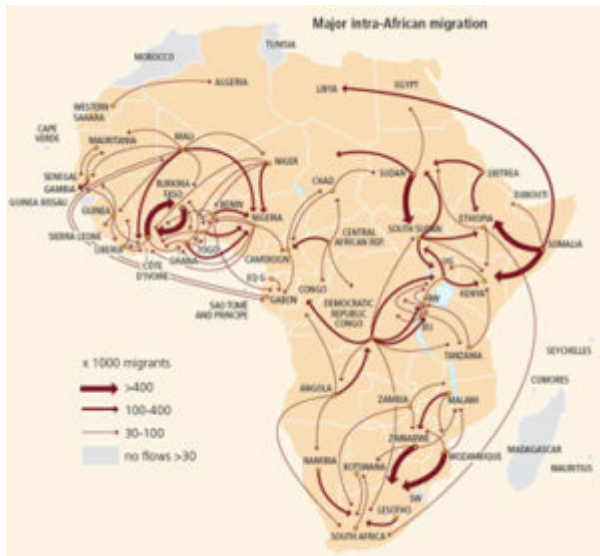 Major intra-African migration
TUNISIA
MOROCCO
ALGERIA
LIBYA
EGYPT
WESTERN
SAHARA
CAPE
VERDE
MAURITANIA
MALI
NIGER
SENEGAL
GAMBIA
GUINEA BISSAU
GUINEA
SIERRA LEONE
LIBERIA
CÔTE
D'IVOIRE
BURKINA
FASO
GHANA
TOGO
BENIN
NIGERIA
CHAD
SUDAN
ERITREA
DJIBOUTI
ETHIOPIA
SOMALIA
SOUTH SUDAN
CENTRAL
AFRICAN REP.
CAMEROON
EQ G
GABON
SAO TOME
AND PRINCIPE
CONGO
DEMOCRATIC
REPUBLIC
CONGO
UG
KENYA
RW
BU
TANZANIA
SEYCHELLES
COMORES
ANGOLA
ZAMBIA
MALAWI
ZIMBABWE
MOZAMBIQUE
MADAGASCAR
MAURITIUS
NAMIBIA
BOTSWANA
SW
LESOTHO
SOUTH AFRICA
x 1000 migrants
>400
100-400
30-100
no flows >30